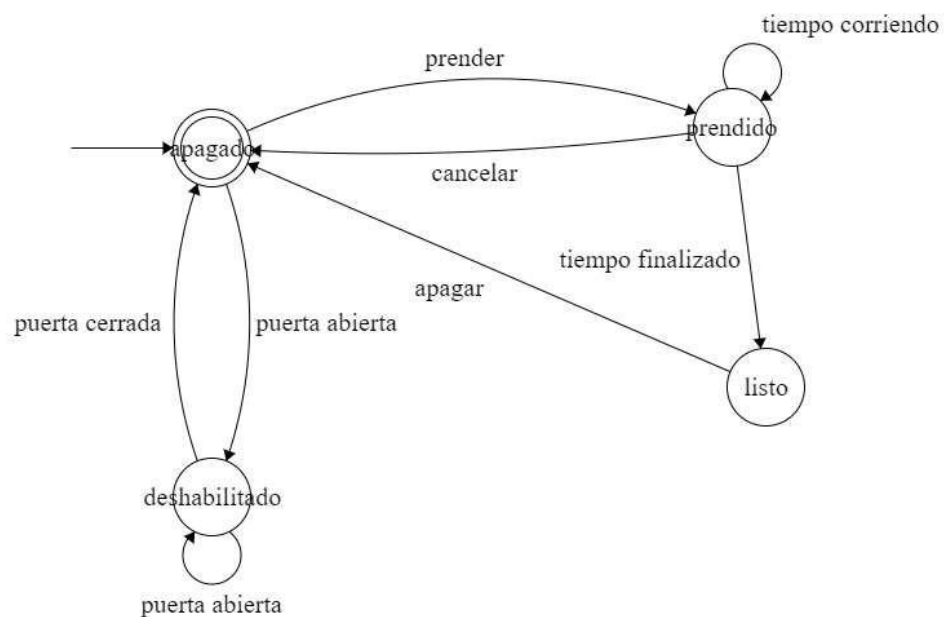 tiempo corriendo
prender
prendido
apagado
cancelar
tiempo finalizado
apagar
puerta cerrada
puerta abierta
listo
deshabilitado
puerta abierta